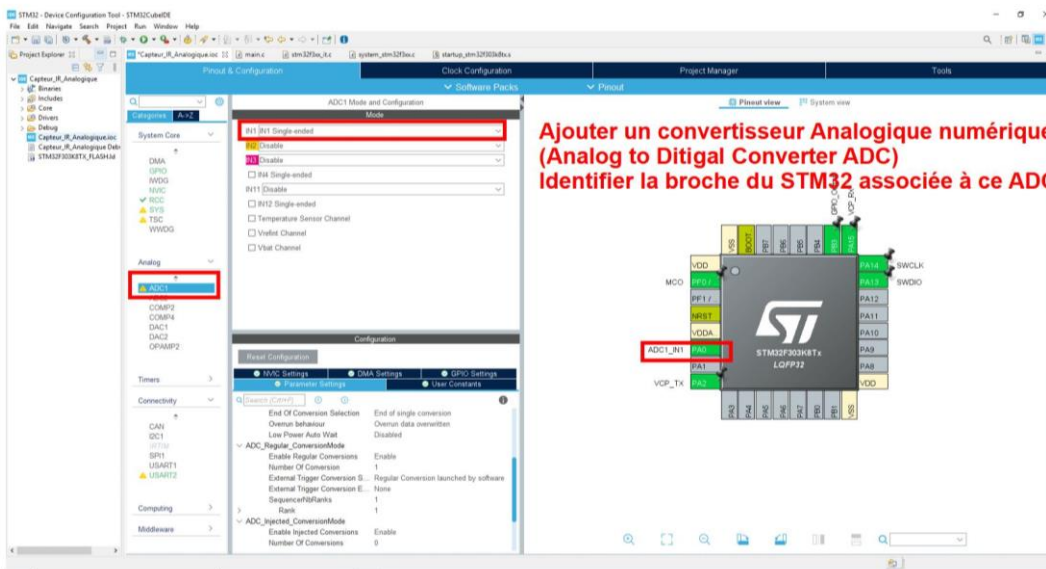 STM32 - Device Configuration Tool - STM32CubeIDE
File Edit Navigate Search Project Run Window Help
Project Explorer
*Capteur_IR_Analogique.ioc
main.c
stm32f3xx_it.c
system_stm32f3xx.c
startup_stm32f303x8tx.s
Capteur_IR_Analogique
Binaries
Includes
Core
Drivers
Debug
Capteur_IR_Analogique.ioc
Capteur_IR_Analogique Deb
STM32F303K8TX_FLASH.ld
Pinout & Configuration
Clock Configuration
Project Manager
Tools
Software Packs
Pinout
Categories A->Z
System Core
DMA
GPIO
IWDG
NVIC
RCC
SYS
TSC
WWDG
Analog
ADC1
COMP2
COMP4
DAC1
DAC2
OPAMP2
Timers
Connectivity
CAN
I2C1
IRTIM
SPI1
USART1
USART2
Computing
Middleware
ADC1 Mode and Configuration
Mode
IN1 IN1 Single-ended
IN2 Disable
IN3 Disable
IN4 Single-ended
IN11 Disable
IN12 Single-ended
Temperature Sensor Channel
Vrefint Channel
Vbat Channel
Configuration
Reset Configuration
NVIC Settings
DMA Settings
GPIO Settings
Parameter Settings
User Constants
Search (Ctrl+F)
End Of Conversion Selection End of single conversion
Overrun behaviour Overrun data overwritten
Low Power Auto Wait Disabled
ADC_Regular_ConversionMode
Enable Regular Conversions Enable
Number Of Conversion 1
External Trigger Conversion S... Regular Conversion launched by software
External Trigger Conversion E... None
SequencerNbRanks 1
Rank 1
ADC_Injected_ConversionMode
Enable Injected Conversions Enable
Number Of Conversions 0
Pinout view
System view
Ajouter un convertisseur Analogique numérique
(Analog to Ditigal Converter ADC)
Identifier la broche du STM32 associée à ce ADC
VCP_RX
VSS
BOOT
PB7
PB6
PB5
PB4
PB3
PA15
VDD
MCO PF0 /
PF1 /
NRST
VDDA
ADC1_IN1 PA0
PA1
VCP_TX PA2
PA14 SWCLK
PA13 SWDIO
PA12
PA11
PA10
PA9
PA8
VDD
ST
STM32F303K8Tx
LQFP32
PA3
PA4
PA5
PA6
PA7
PB0
PB1
VSS